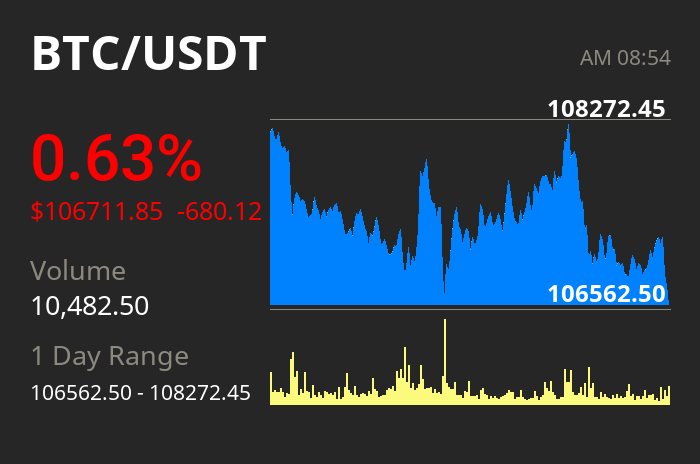 BTC/USDT
AM 08:54
108272.45
0.63%
$106711.85 -680.12
Volume
10,482.50
106562.50
1 Day Range
106562.50 - 108272.45